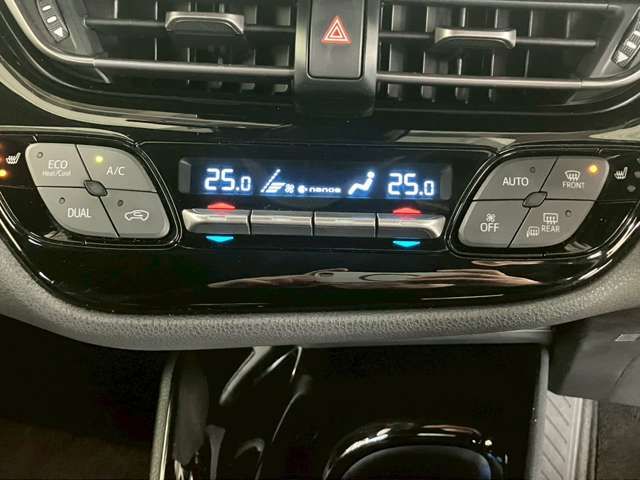 ECO
Heat/Cool
A/C
DUAL
25.0
nanoe
25.0
AUTO
FRONT
OFF
REAR